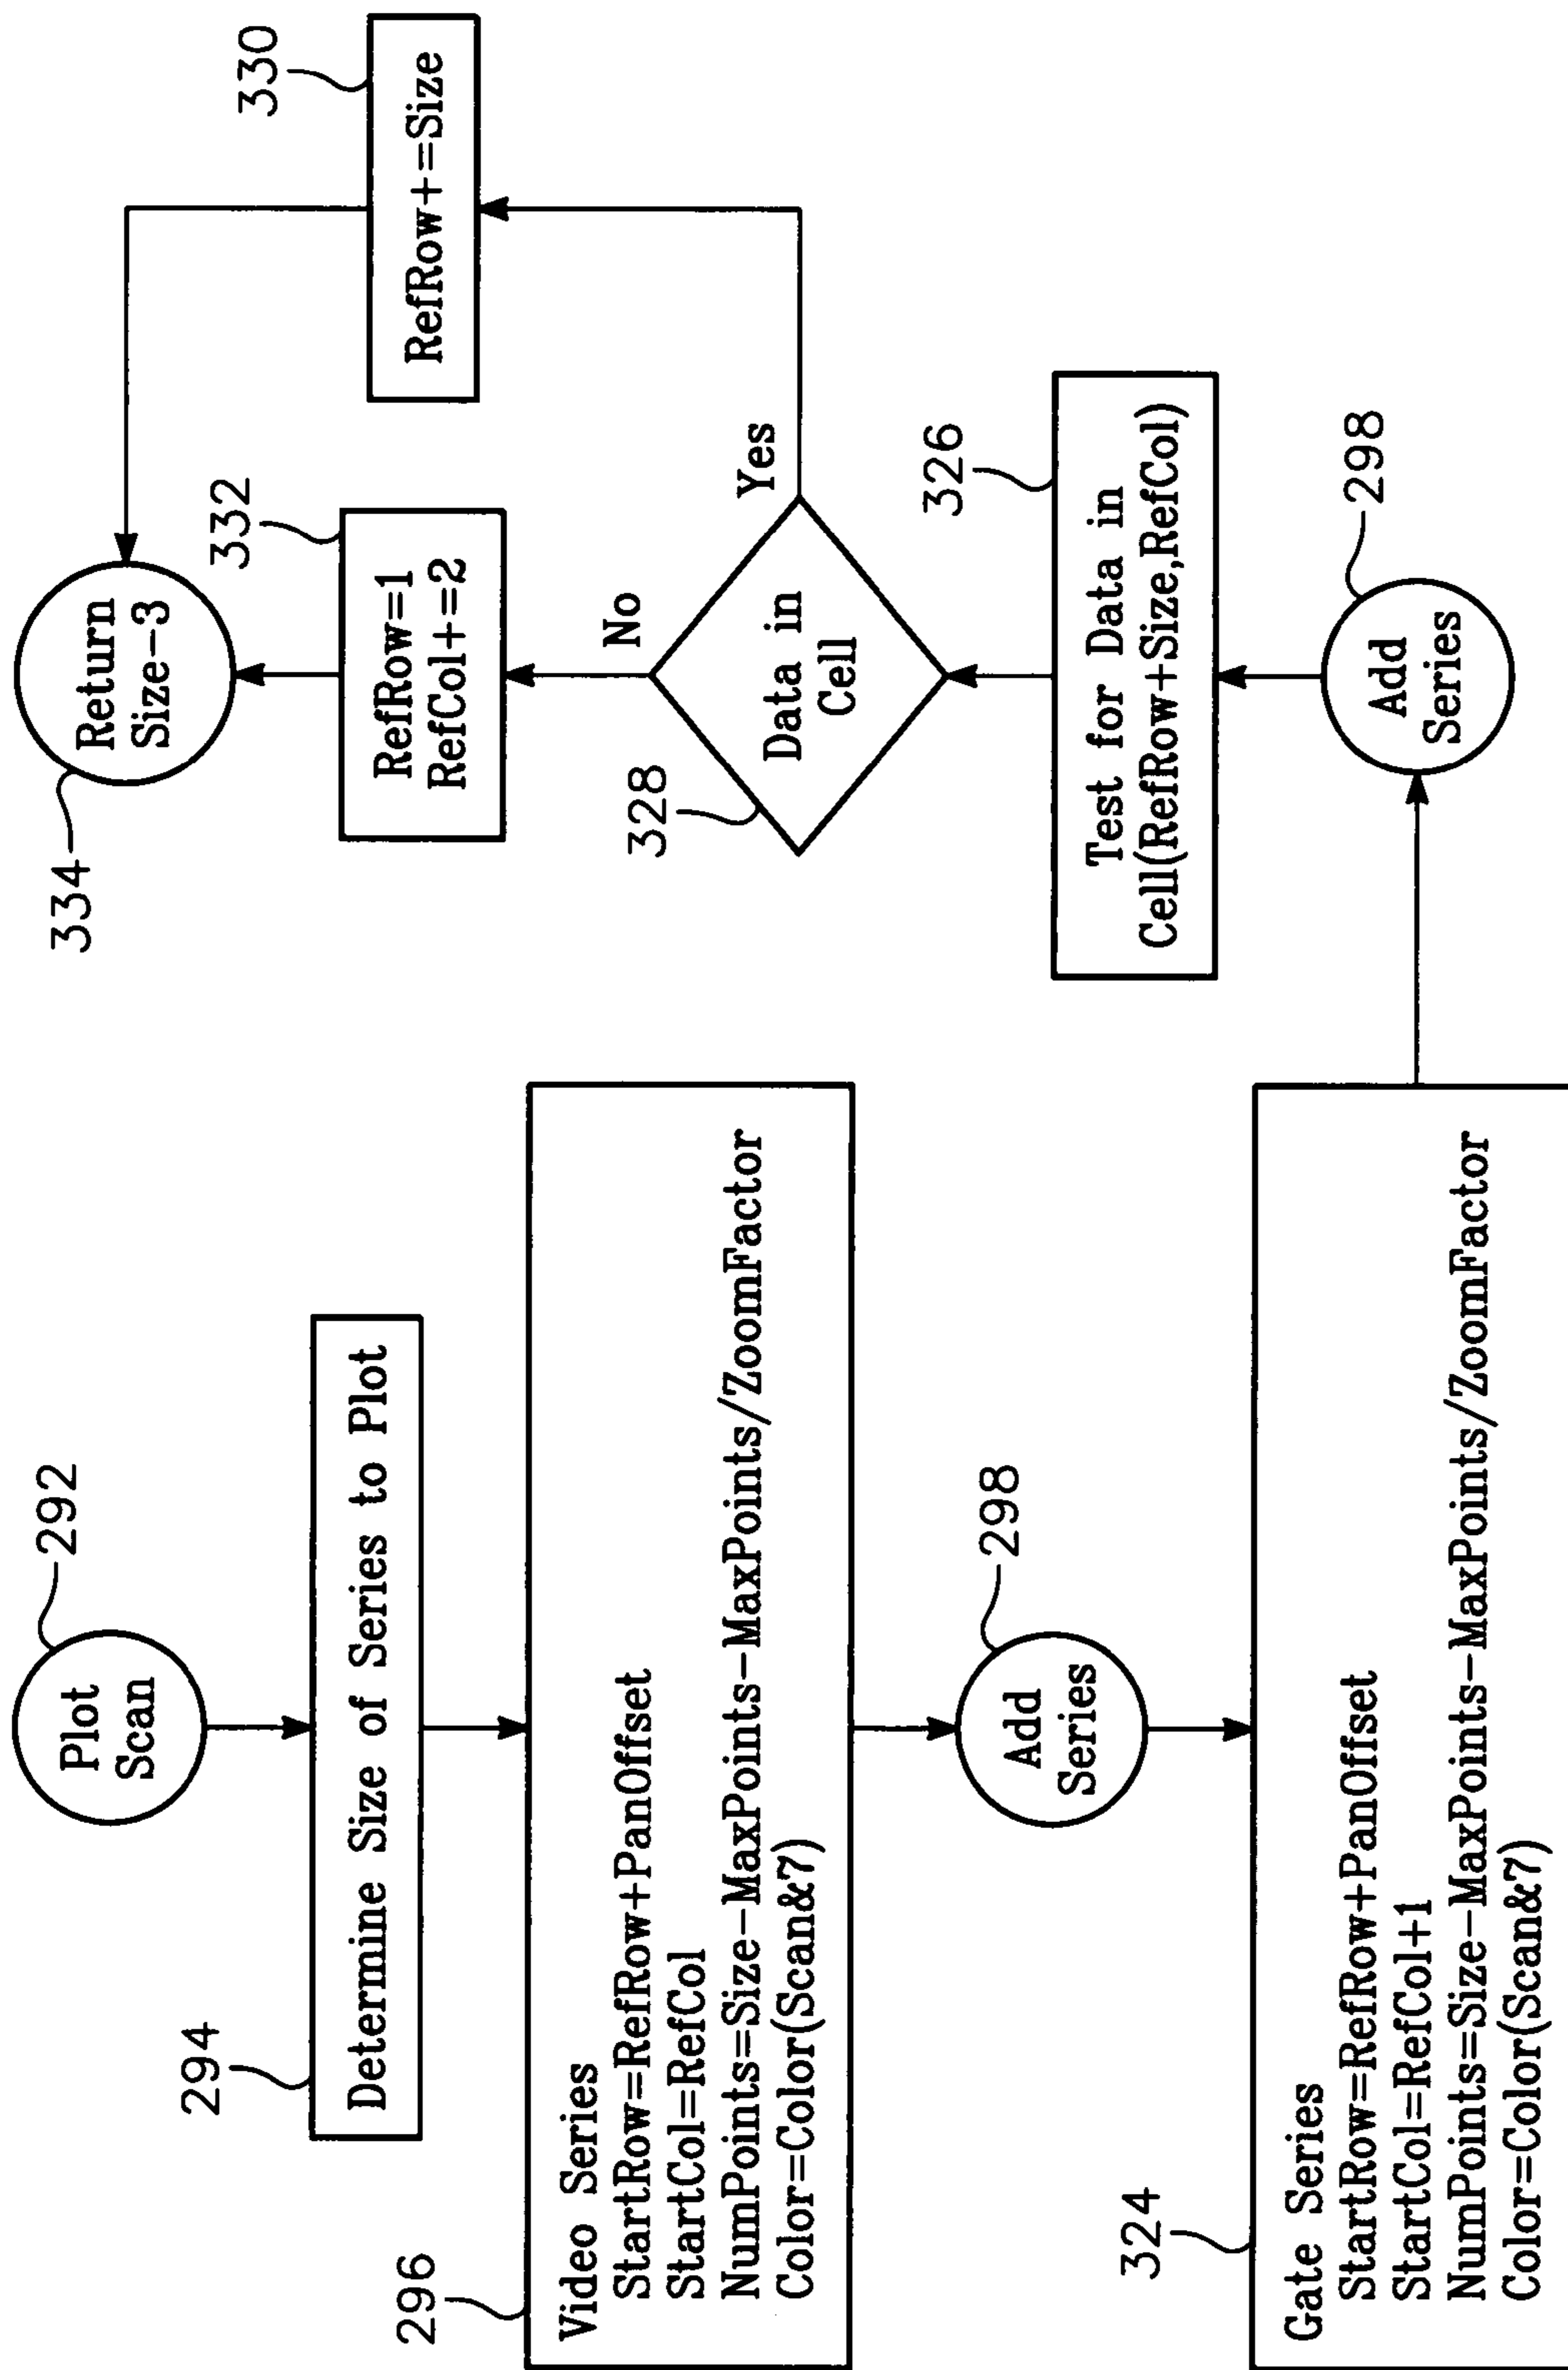 292
Plot
Scan
294
Determine Size of Series to Plot
296
Video Series
StartRow=RefRow+PanOffset
StartCol=RefCol
NumPoints=Size-MaxPoints-MaxPoints/ZoomFactor
Color=Color(Scan&7)
298
Add
Series
324
Gate Series
StartRow=RefRow+PanOffset
StartCol=RefCol+1
NumPoints=Size-MaxPoints-MaxPoints/ZoomFactor
Color=Color(Scan&7)
298
Add
Series
326
Test for Data in
Cell(RefRow+Size,RefCol)
328
Data in
Cell
No
Yes
332
RefRow=1
RefCol+=2
330
RefRow+=Size
334
Return
Size-3